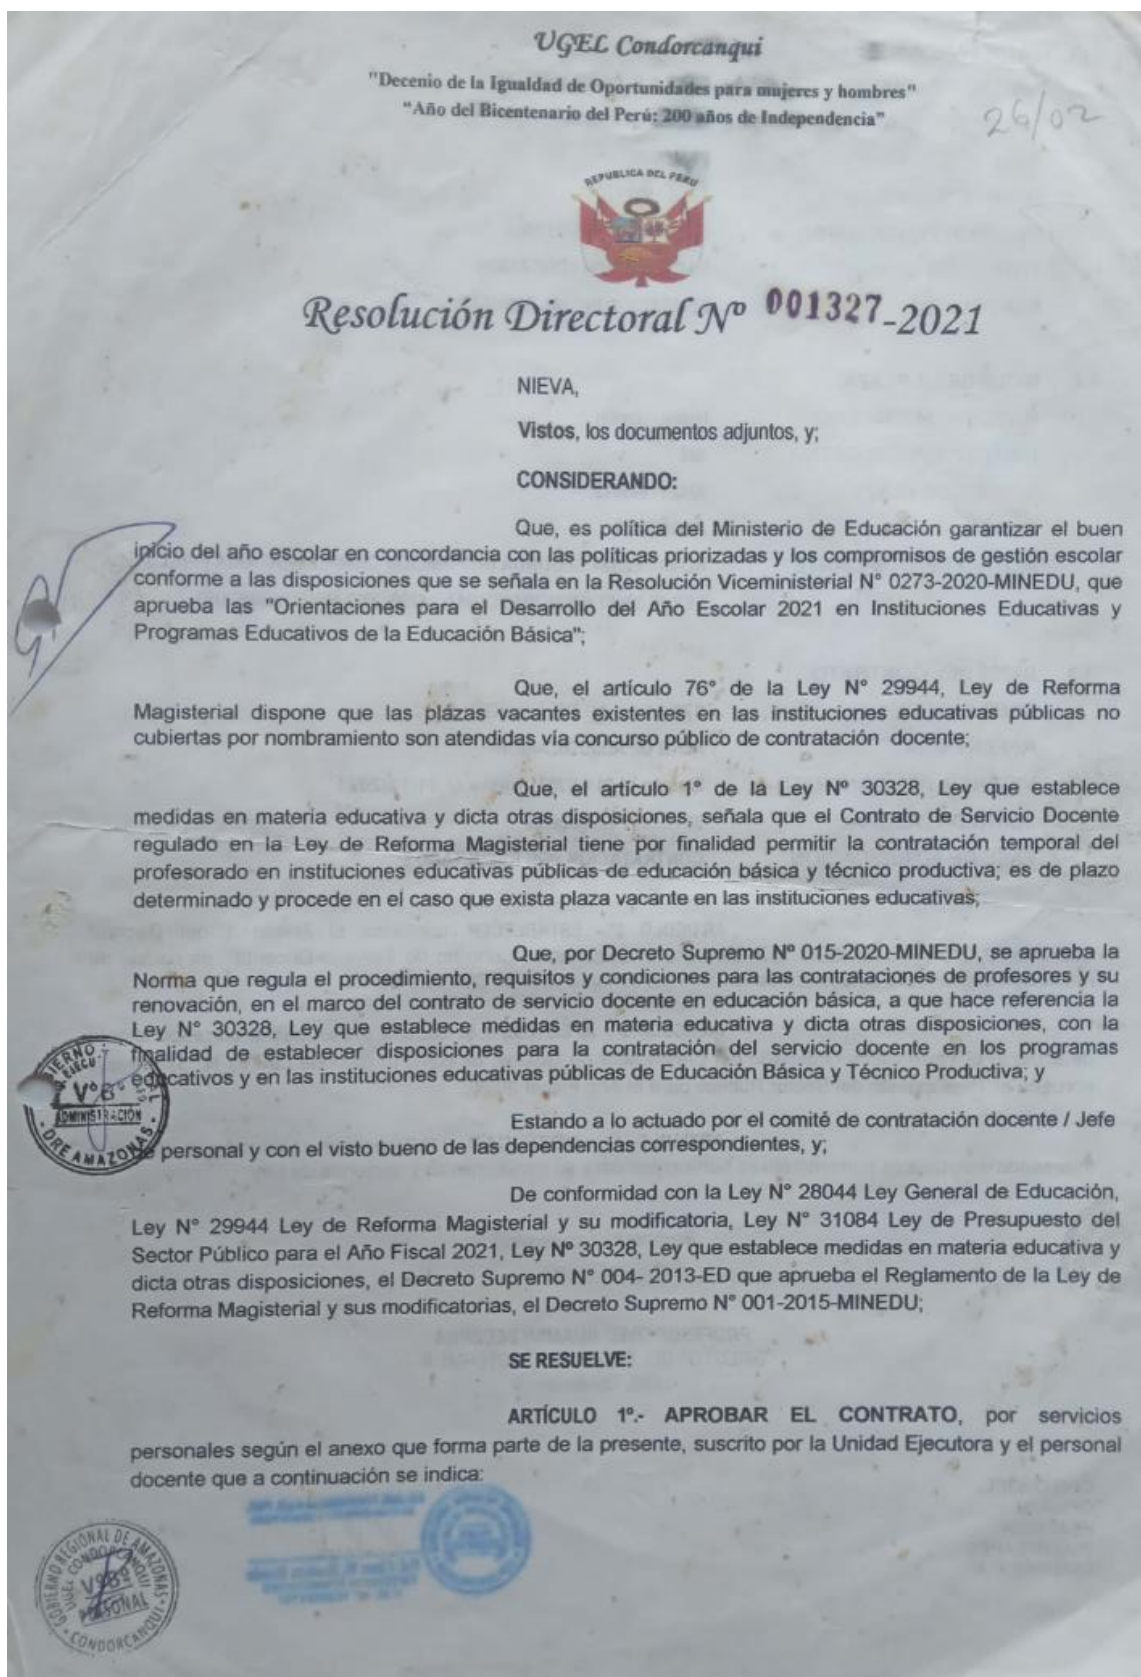 UGEL Condorcanqui
"Decenio de la Igualdad de Oportunidades para mujeres y hombres"
"Año del Bicentenario del Perú: 200 años de Independencia"
26/02
REPUBLICA DEL PERU
Resolución Directoral Nº 001327-2021
NIEVA,
Vistos, los documentos adjuntos, y;
CONSIDERANDO:
Que, es política del Ministerio de Educación garantizar el buen
inicio del año escolar en concordancia con las políticas priorizadas y los compromisos de gestión escolar
conforme a las disposiciones que se señala en la Resolución Viceministerial N° 0273-2020-MINEDU, que
aprueba las "Orientaciones para el Desarrollo del Año Escolar 2021 en Instituciones Educativas y
Programas Educativos de la Educación Básica";
Que, el artículo 76° de la Ley N° 29944, Ley de Reforma
Magisterial dispone que las plazas vacantes existentes en las instituciones educativas públicas no
cubiertas por nombramiento son atendidas vía concurso público de contratación docente;
Que, el artículo 1° de la Ley Nº 30328, Ley que establece
medidas en materia educativa y dicta otras disposiciones, señala que el Contrato de Servicio Docente
regulado en la Ley de Reforma Magisterial tiene por finalidad permitir la contratación temporal del
profesorado en instituciones educativas públicas de educación básica y técnico productiva; es de plazo
determinado y procede en el caso que exista plaza vacante en las instituciones educativas;
Que, por Decreto Supremo Nº 015-2020-MINEDU, se aprueba la
Norma que regula el procedimiento, requisitos y condiciones para las contrataciones de profesores y su
renovación, en el marco del contrato de servicio docente en educación básica, a que hace referencia la
Ley N° 30328, Ley que establece medidas en materia educativa y dicta otras disposiciones, con la
finalidad de establecer disposiciones para la contratación del servicio docente en los programas
educativos y en las instituciones educativas públicas de Educación Básica y Técnico Productiva; y
VºBº
ADMINISTRACIÓN
DRE AMAZONAS
Estando a lo actuado por el comité de contratación docente / Jefe
personal y con el visto bueno de las dependencias correspondientes, y;
De conformidad con la Ley N° 28044 Ley General de Educación,
Ley N° 29944 Ley de Reforma Magisterial y su modificatoria, Ley N° 31084 Ley de Presupuesto del
Sector Público para el Año Fiscal 2021, Ley Nº 30328, Ley que establece medidas en materia educativa y
dicta otras disposiciones, el Decreto Supremo N° 004- 2013-ED que aprueba el Reglamento de la Ley de
Reforma Magisterial y sus modificatorias, el Decreto Supremo N° 001-2015-MINEDU;
SE RESUELVE:
ARTÍCULO 1º.- APROBAR EL CONTRATO, por servicios
personales según el anexo que forma parte de la presente, suscrito por la Unidad Ejecutora y el personal
docente que a continuación se indica:
GOBIERNO REGIONAL DE AMAZONAS
UGEL CONDORCANQUI
VºBº
PERSONAL
CONDORCANQUI